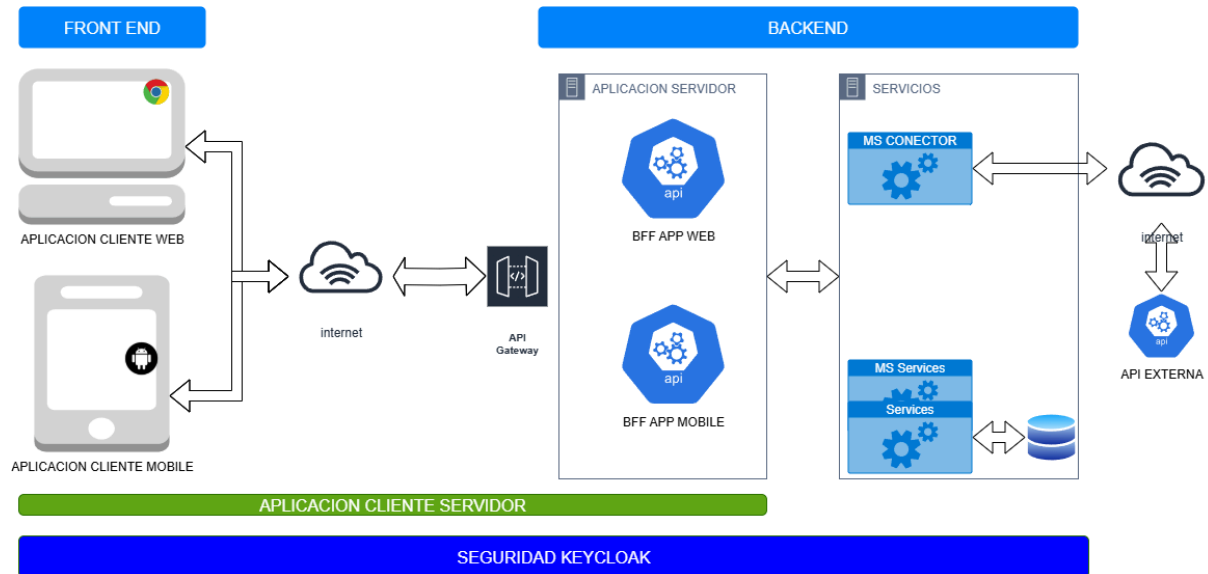 FRONT END
BACKEND
APLICACION SERVIDOR
SERVICIOS
MS CONECTOR
api
BFF APP WEB
APLICACION CLIENTE WEB
internet
internet
API
Gateway
api
BFF APP MOBILE
api
API EXTERNA
MS Services
Services
APLICACION CLIENTE MOBILE
APLICACION CLIENTE SERVIDOR
SEGURIDAD KEYCLOAK